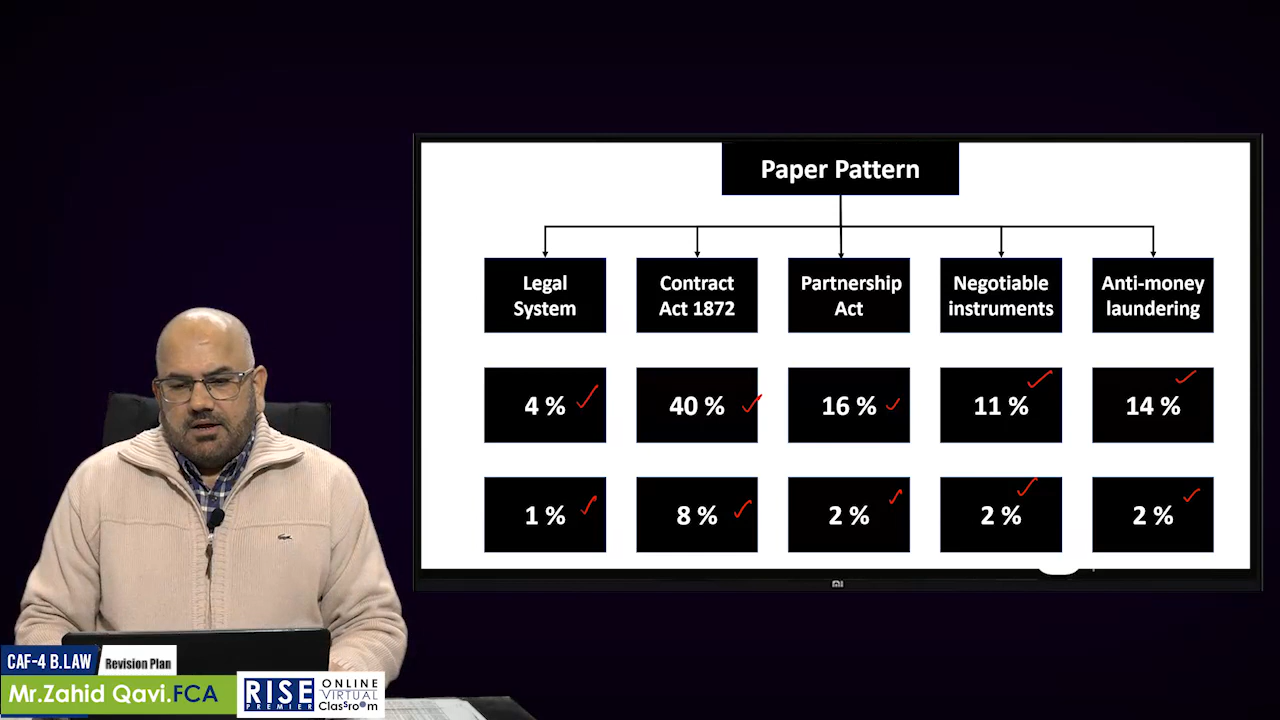 Paper Pattern
Legal
System
Contract
Act 1872
Partnership
Act
Negotiable
instruments
Anti-money
laundering
4 %
40 %
16 %
11 %
14 %
1 %
8 %
2 %
2 %
2 %
mi
CAF-4 B.LAW
Revision Plan
Mr.Zahid Qavi.FCA
RISE
PREMIER
ONLINE
VIRTUAL
Classroom